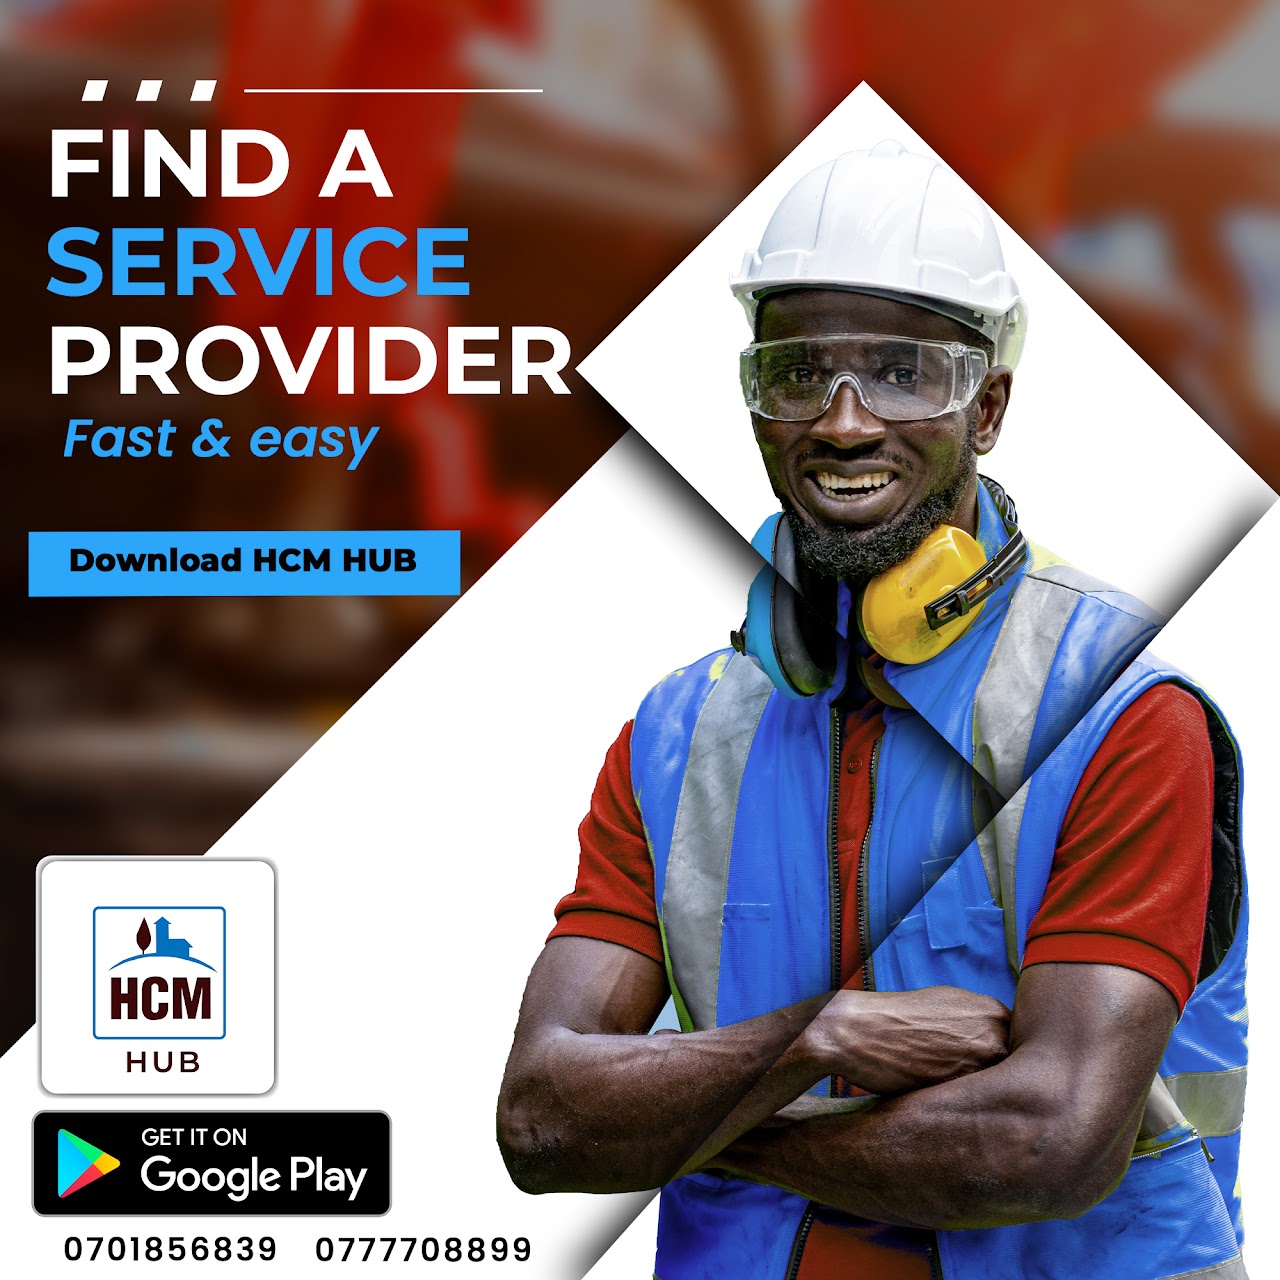 FIND A
SERVICE
PROVIDER
Fast & easy
Download HCM HUB
HCM
HUB
GET IT ON
Google Play
0701856839 0777708899